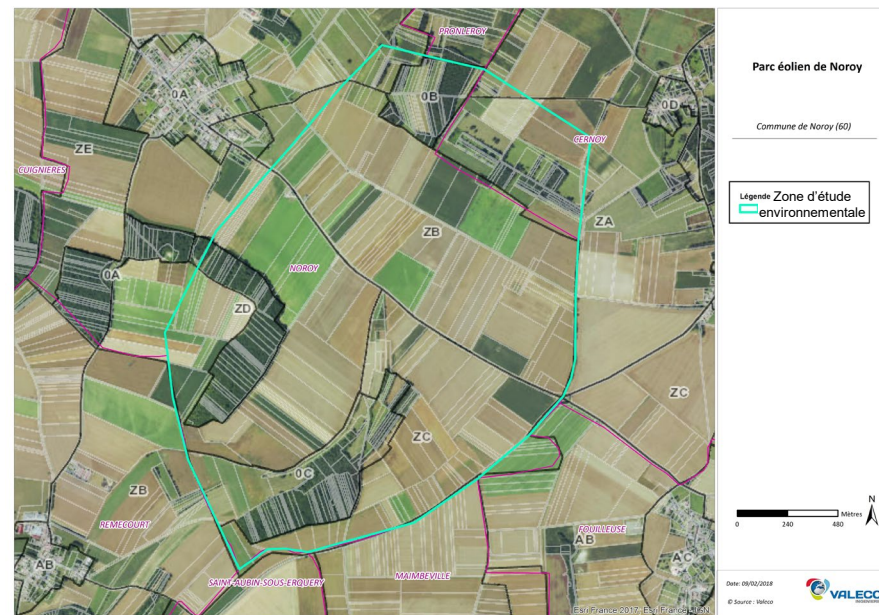 PRONLEROY
0A
0B
0D
ZE
CERNOY
CUIGNIERES
ZA
ZB
NOROY
0A
ZD
ZC
ZC
0C
ZB
REMECOURT
FOUILLEUSE
AB
AB
AC
SAINT-AUBIN-SOUS-ERQUERY
MAIMBEVILLE
Esri France 2017, Esri France, IGN
Parc éolien de Noroy
Commune de Noroy (60)
Légende Zone d'étude
environnementale
N
Mètres
0 240 480
Date: 09/02/2018
© Source : Valeco
VALECO